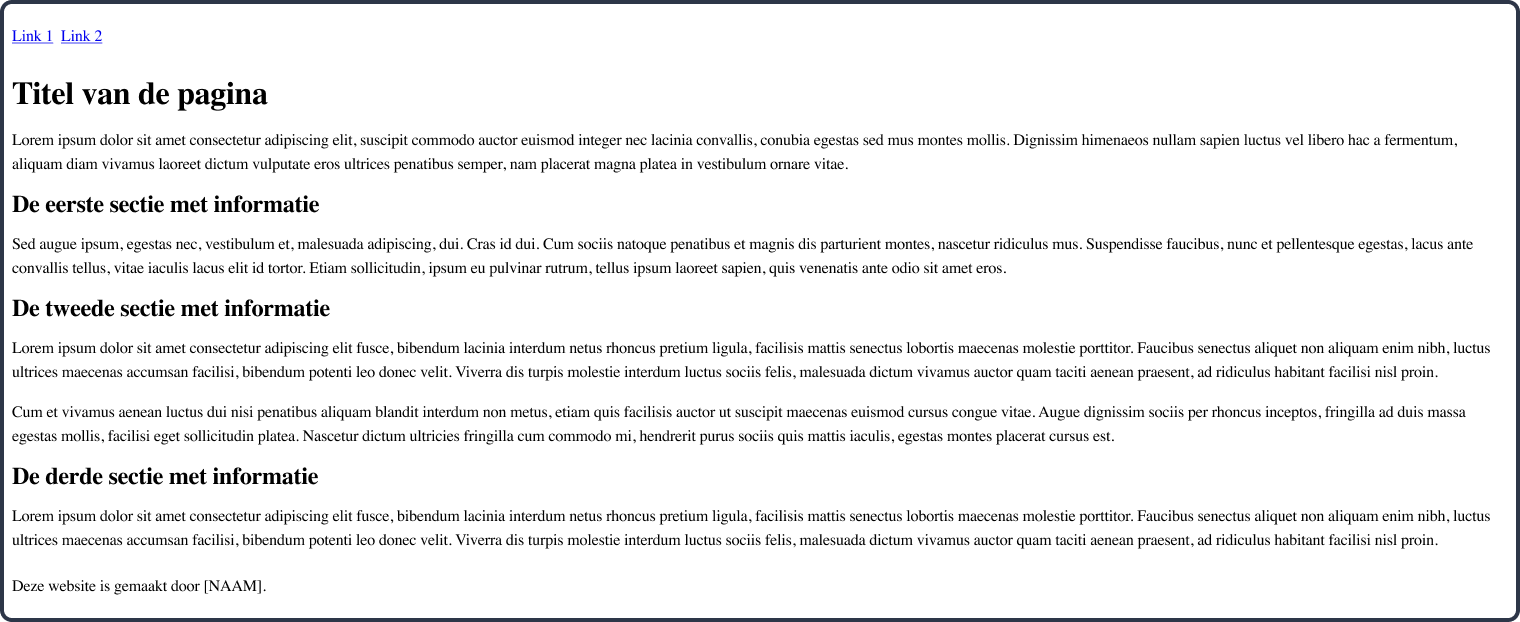 Link 1 Link 2
Titel van de pagina
Lorem ipsum dolor sit amet consectetur adipiscing elit, suscipit commodo auctor euismod integer nec lacinia convallis, conubia egestas sed mus montes mollis. Dignissim himenaeos nullam sapien luctus vel libero hac a fermentum,
aliquam diam vivamus laoreet dictum vulputate eros ultrices penatibus semper, nam placerat magna platea in vestibulum ornare vitae.
De eerste sectie met informatie
Sed augue ipsum, egestas nec, vestibulum et, malesuada adipiscing, dui. Cras id dui. Cum sociis natoque penatibus et magnis dis parturient montes, nascetur ridiculus mus. Suspendisse faucibus, nunc et pellentesque egestas, lacus ante
convallis tellus, vitae iaculis lacus elit id tortor. Etiam sollicitudin, ipsum eu pulvinar rutrum, tellus ipsum laoreet sapien, quis venenatis ante odio sit amet eros.
De tweede sectie met informatie
Lorem ipsum dolor sit amet consectetur adipiscing elit fusce, bibendum lacinia interdum netus rhoncus pretium ligula, facilisis mattis senectus lobortis maecenas molestie porttitor. Faucibus senectus aliquet non aliquam enim nibh, luctus
ultrices maecenas accumsan facilisi, bibendum potenti leo donec velit. Viverra dis turpis molestie interdum luctus sociis felis, malesuada dictum vivamus auctor quam taciti aenean praesent, ad ridiculus habitant facilisi nisl proin.
Cum et vivamus aenean luctus dui nisi penatibus aliquam blandit interdum non metus, etiam quis facilisis auctor ut suscipit maecenas euismod cursus congue vitae. Augue dignissim sociis per rhoncus inceptos, fringilla ad duis massa
egestas mollis, facilisi eget sollicitudin platea. Nascetur dictum ultricies fringilla cum commodo mi, hendrerit purus sociis quis mattis iaculis, egestas montes placerat cursus est.
De derde sectie met informatie
Lorem ipsum dolor sit amet consectetur adipiscing elit fusce, bibendum lacinia interdum netus rhoncus pretium ligula, facilisis mattis senectus lobortis maecenas molestie porttitor. Faucibus senectus aliquet non aliquam enim nibh, luctus
ultrices maecenas accumsan facilisi, bibendum potenti leo donec velit. Viverra dis turpis molestie interdum luctus sociis felis, malesuada dictum vivamus auctor quam taciti aenean praesent, ad ridiculus habitant facilisi nisl proin.
Deze website is gemaakt door [NAAM].